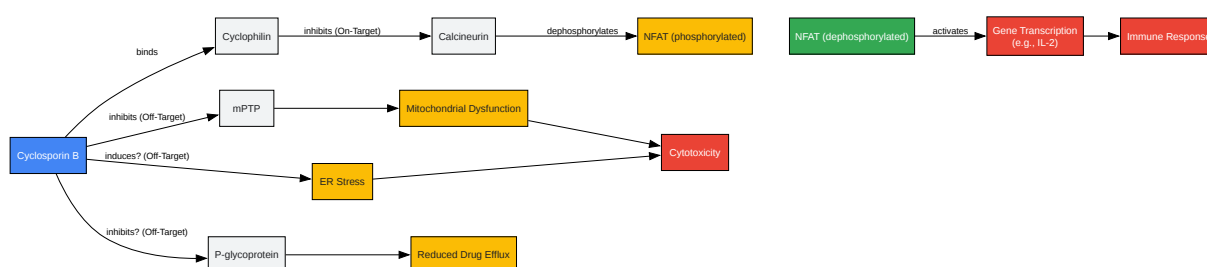 Cyclophilin
inhibits (On-Target)
Calcineurin
dephosphorylates
NFAT (phosphorylated)
NFAT (dephosphorylated)
activates
Gene Transcription
(e.g., IL-2)
Immune Response
binds
mPTP
Mitochondrial Dysfunction
inhibits (Off-Target)
Cyclosporin B
induces? (Off-Target)
Cytotoxicity
ER Stress
inhibits? (Off-Target)
P-glycoprotein
Reduced Drug Efflux